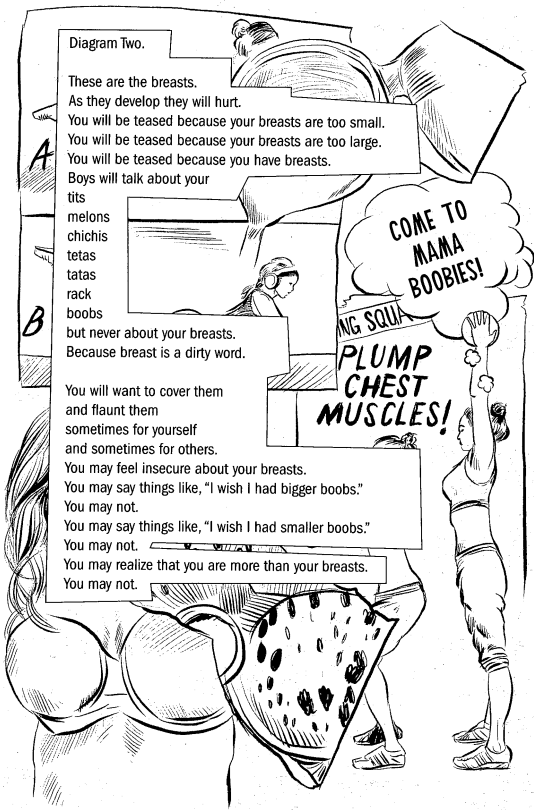 Diagram Two.
These are the breasts.
As they develop they will hurt.
You will be teased because your breasts are too small.
You will be teased because your breasts are too large.
You will be teased because you have breasts.
Boys will talk about your
tits
melons
chichis
tetas
tatas
rack
boobs
but never about your breasts.
Because breast is a dirty word.
You will want to cover them
and flaunt them
sometimes for yourself
and sometimes for others.
You may feel insecure about your breasts.
You may say things like, “I wish I had bigger boobs.”
You may not.
You may say things like, “I wish I had smaller boobs.”
You may not.
You may realize that you are more than your breasts.
You may not.
A
B
COME TO
MAMA
BOOBIES!
NG SQUA
PLUMP
CHEST
MUSCLES!